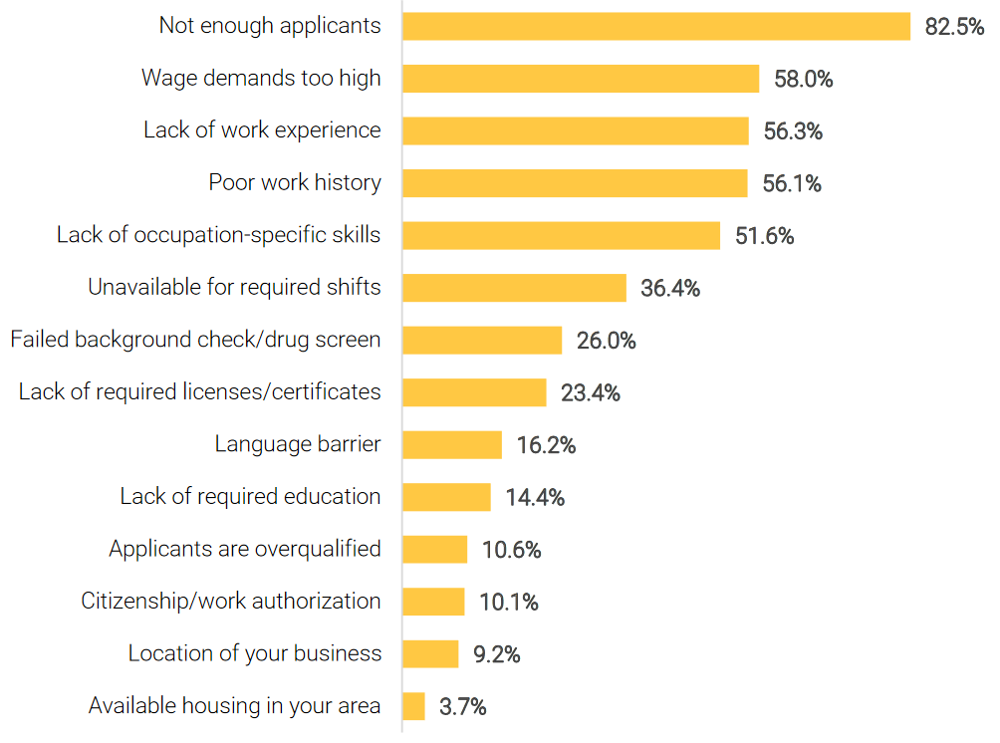 Not enough applicants 82.5%
Wage demands too high 58.0%
Lack of work experience 56.3%
Poor work history 56.1%
Lack of occupation-specific skills 51.6%
Unavailable for required shifts 36.4%
Failed background check/drug screen 26.0%
Lack of required licenses/certificates 23.4%
Language barrier 16.2%
Lack of required education 14.4%
Applicants are overqualified 10.6%
Citizenship/work authorization 10.1%
Location of your business 9.2%
Available housing in your area 3.7%